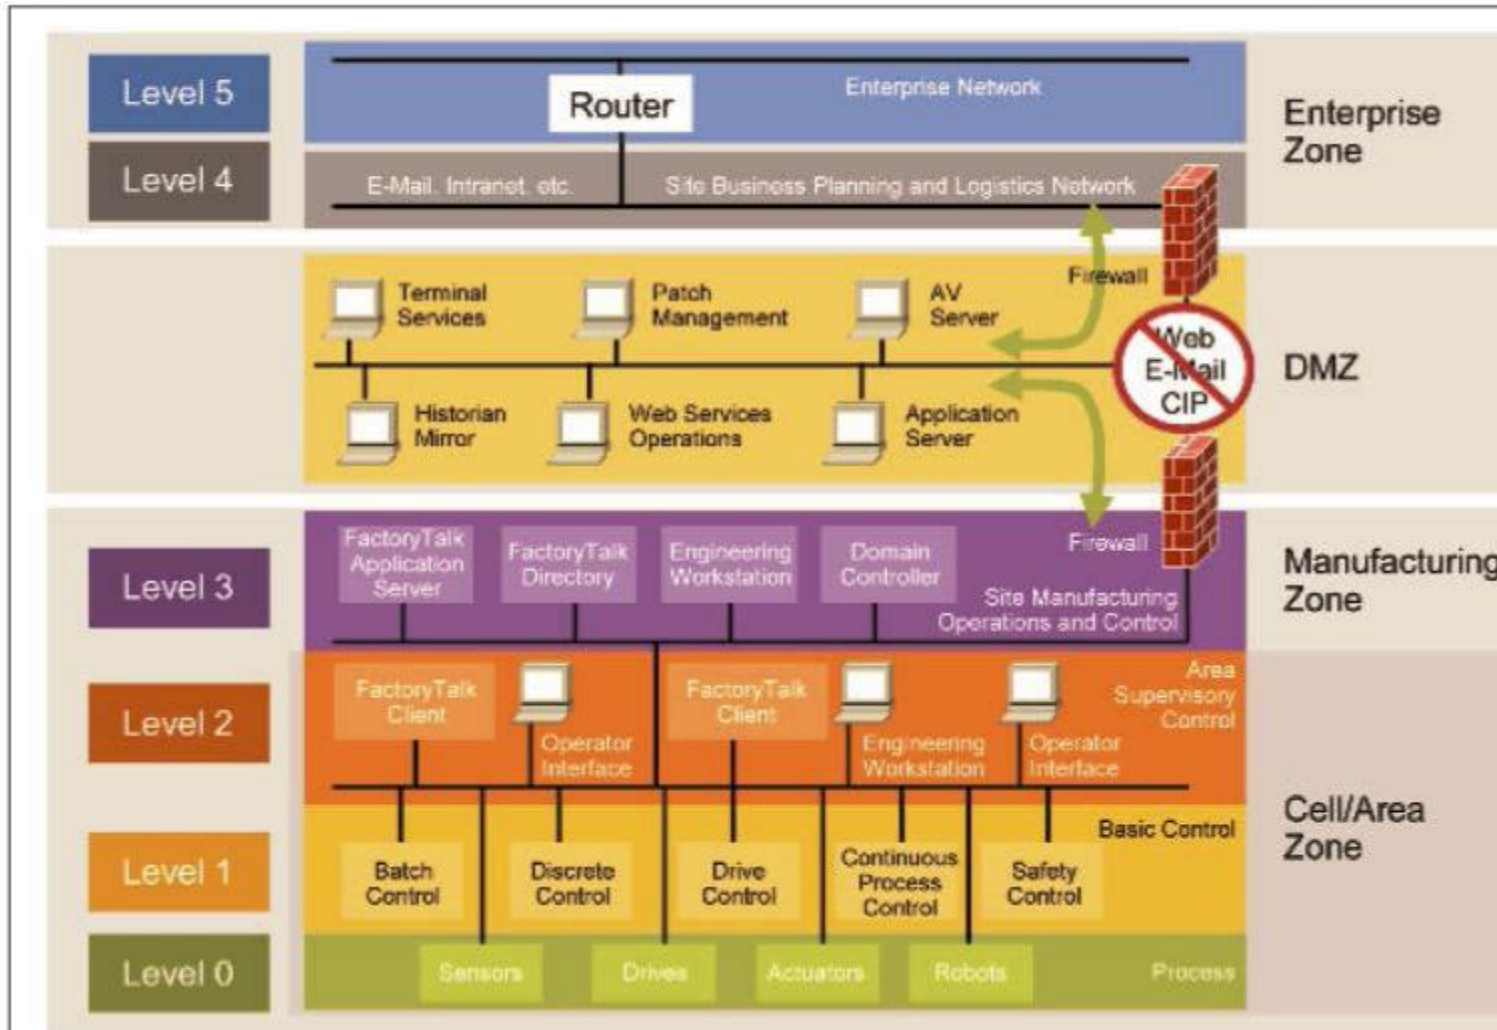 Level 5
Router
Enterprise Network
Enterprise
Zone
Level 4
E-Mail, Intranet, etc.
Site Business Planning and Logistics Network
Terminal
Services
Patch
Management
AV
Server
Firewall
Web
E-Mail
CIP
DMZ
Historian
Mirror
Web Services
Operations
Application
Server
Level 3
FactoryTalk
Application
Server
FactoryTalk
Directory
Engineering
Workstation
Domain
Controller
Firewall
Site Manufacturing
Operations and Control
Manufacturing
Zone
Level 2
FactoryTalk
Client
Operator
Interface
FactoryTalk
Client
Engineering
Workstation
Operator
Interface
Area
Supervisory
Control
Level 1
Batch
Control
Discrete
Control
Drive
Control
Continuous
Process
Control
Safety
Control
Basic Control
Cell/Area
Zone
Level 0
Sensors
Drives
Actuators
Robots
Process